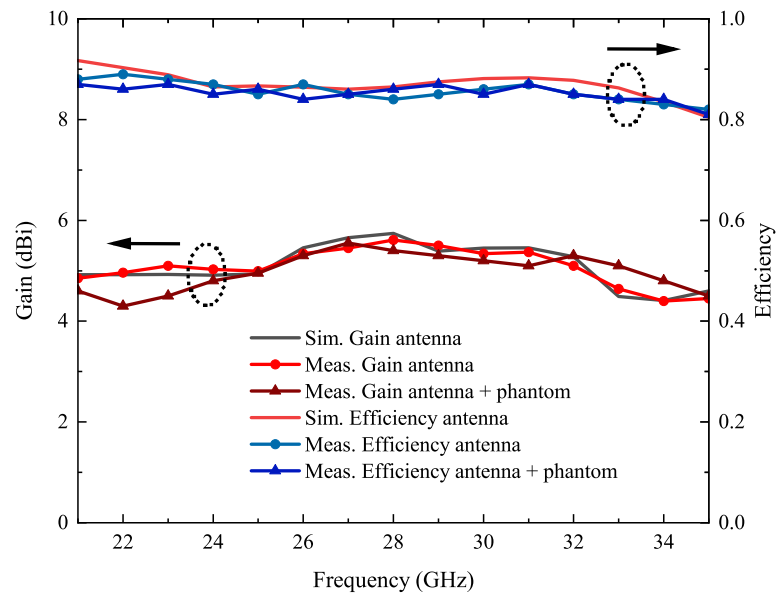 10
8
6
4
2
0
Gain (dBi)
1.0
0.8
0.6
0.4
0.2
0.0
Efficiency
Sim. Gain antenna
Meas. Gain antenna
Meas. Gain antenna + phantom
Sim. Efficiency antenna
Meas. Efficiency antenna
Meas. Efficiency antenna + phantom
22 24 26 28 30 32 34
Frequency (GHz)